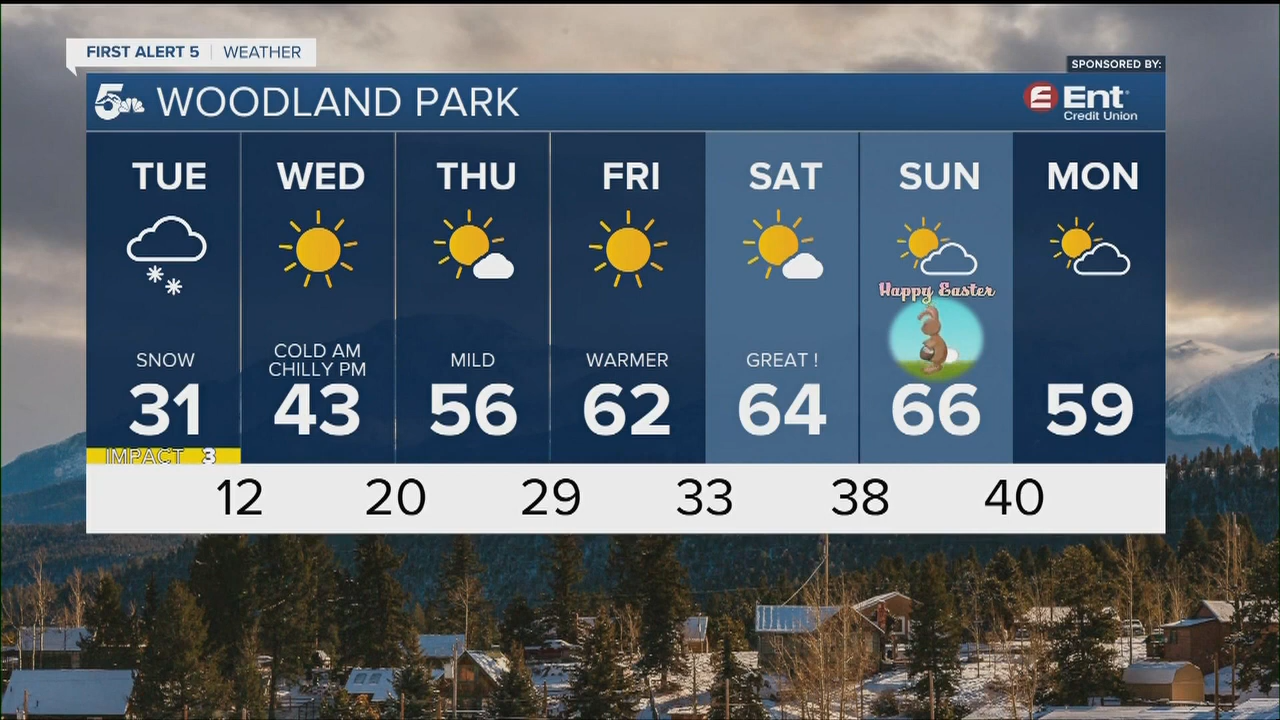 FIRST ALERT 5 | WEATHER
SPONSORED BY:
5 WOODLAND PARK
Ent
Credit Union
TUE WED THU FRI SAT SUN MON
Happy Easter
SNOW COLD AM CHILLY PM MILD WARMER GREAT !
31 43 56 62 64 66 59
IMPACT 3
12 20 29 33 38 40